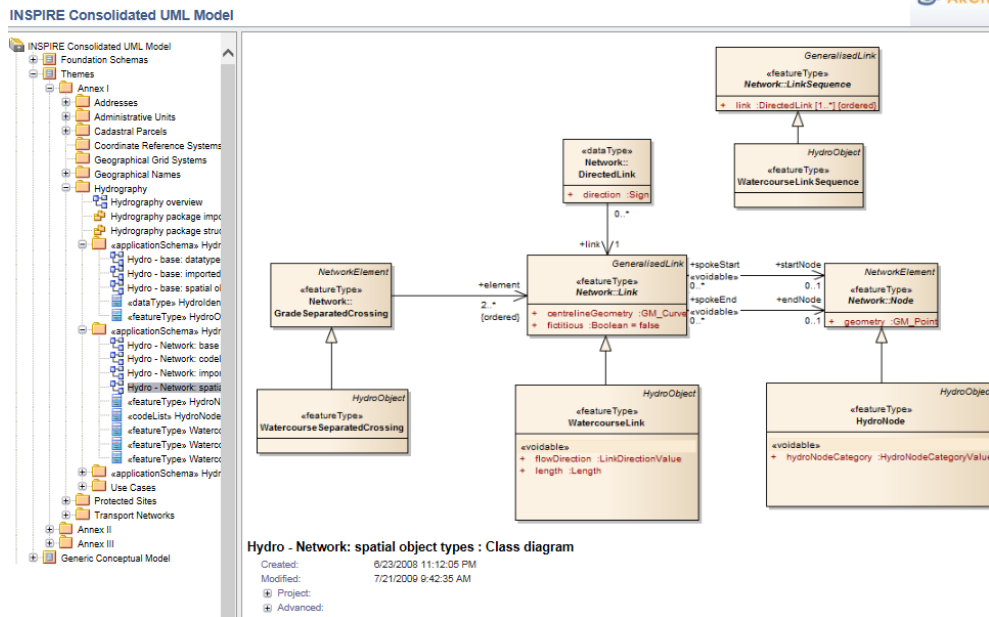 INSPIRE Consolidated UML Model
INSPIRE Consolidated UML Model
Foundation Schemas
Themes
Annex I
Addresses
Administrative Units
Cadastral Parcels
Coordinate Reference Systems
Geographical Grid Systems
Geographical Names
Hydrography
Hydrography overview
Hydrography package impo
Hydrography package struc
«applicationSchema» Hydr
Hydro - base: datatype
Hydro - base: imported
Hydro - base: spatial ob
«dataType» HydroIden
«featureType» HydroO
«applicationSchema» Hydr
Hydro - Network: base
Hydro - Network: codel
Hydro - Network: impor
Hydro - Network: spatia
«featureType» HydroN
«codeList» HydroNode
«featureType» Waterco
«featureType» Waterco
«featureType» Waterco
«applicationSchema» Hydr
Use Cases
Protected Sites
Transport Networks
Annex II
Annex III
Generic Conceptual Model
GeneralisedLink
«featureType»
Network::LinkSequence
+ link :DirectedLink [1..*] {ordered}
HydroObject
«featureType»
WatercourseLinkSequence
«dataType»
Network::
DirectedLink
+ direction :Sign
0..*
+link 1
NetworkElement
«featureType»
Network::
GradeSeparatedCrossing
+element
2..*
{ordered}
GeneralisedLink
«featureType»
Network::Link
+ centrelineGeometry :GM_Curve
+ fictitious :Boolean = false
+spokeStart +startNode
«voidable»
0..* 0..1
+spokeEnd +endNode
«voidable»
0..* 0..1
NetworkElement
«featureType»
Network::Node
+ geometry :GM_Point
HydroObject
«featureType»
WatercourseSeparatedCrossing
HydroObject
«featureType»
WatercourseLink
«voidable»
+ flowDirection :LinkDirectionValue
+ length :Length
HydroObject
«featureType»
HydroNode
«voidable»
+ hydroNodeCategory :HydroNodeCategoryValue
Hydro - Network: spatial object types : Class diagram
Created: 6/23/2008 11:12:05 PM
Modified: 7/21/2009 9:42:35 AM
Project:
Advanced: